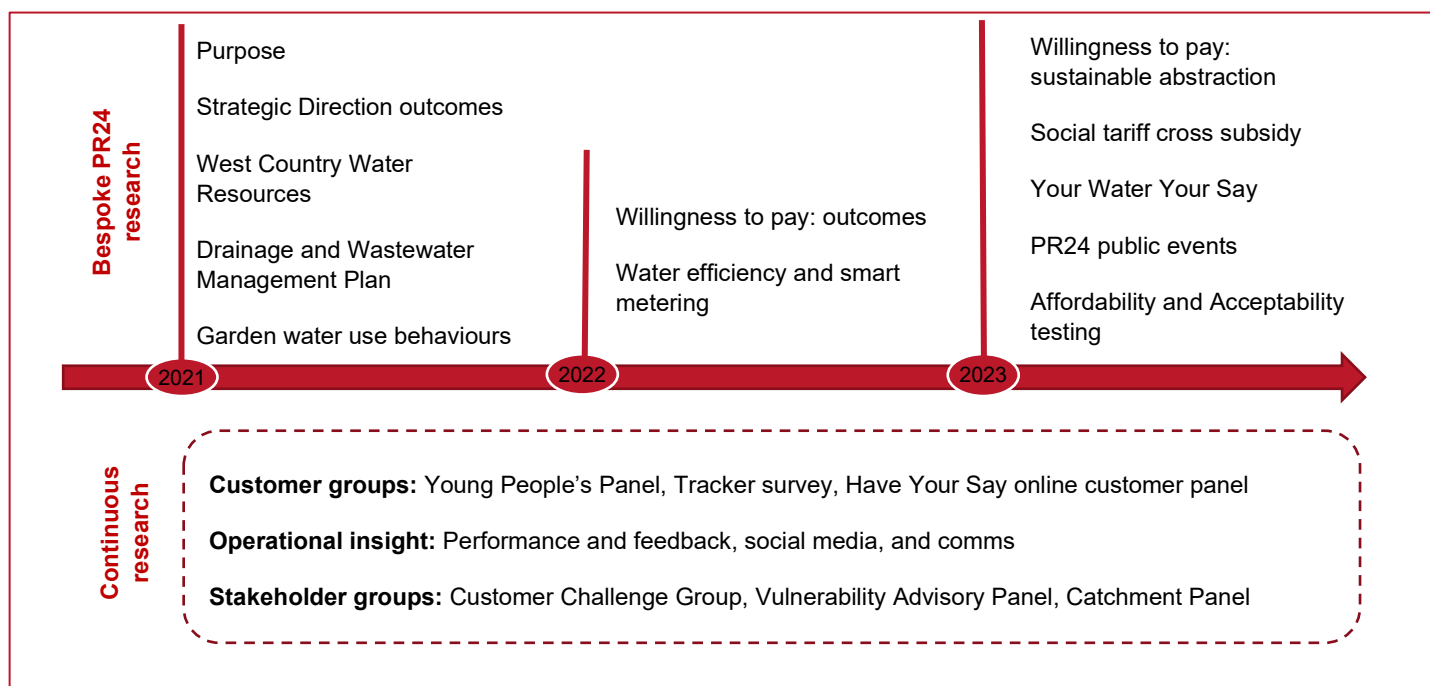 Bespoke PR24
research
Purpose
Strategic Direction outcomes
West Country Water
Resources
Drainage and Wastewater
Management Plan
Garden water use behaviours
Willingness to pay: outcomes
Water efficiency and smart
metering
Willingness to pay:
sustainable abstraction
Social tariff cross subsidy
Your Water Your Say
PR24 public events
Affordability and Acceptability
testing
2021
2022
2023
Continuous
research
Customer groups: Young People’s Panel, Tracker survey, Have Your Say online customer panel
Operational insight: Performance and feedback, social media, and comms
Stakeholder groups: Customer Challenge Group, Vulnerability Advisory Panel, Catchment Panel